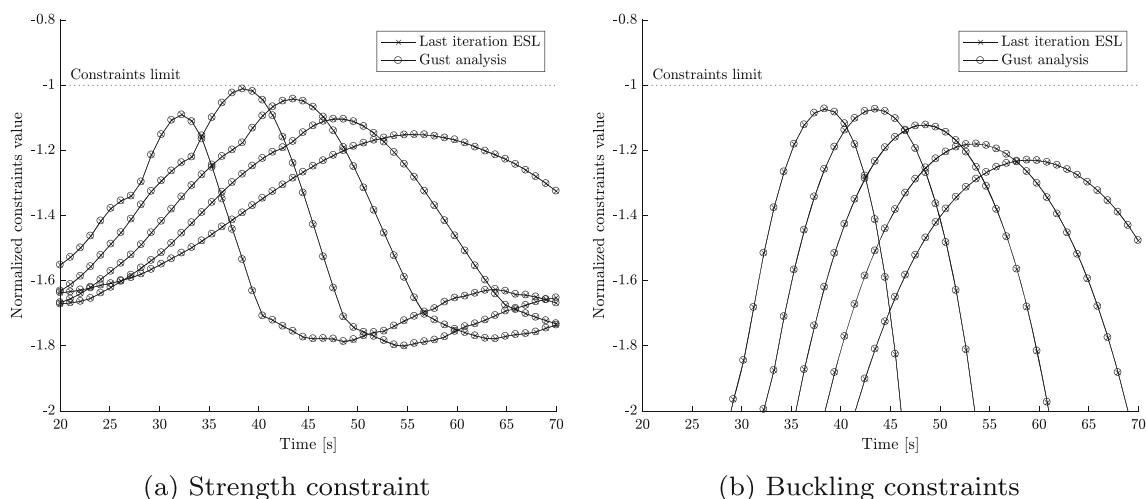 -0.8
-1
-1.2
-1.4
-1.6
-1.8
-2
Normalized constraints value
Constraints limit
Last iteration ESL
Gust analysis
20 25 30 35 40 45 50 55 60 65 70
Time [s]
(a) Strength constraint
-0.8
-1
-1.2
-1.4
-1.6
-1.8
-2
Normalized constraints value
Constraints limit
Last iteration ESL
Gust analysis
20 25 30 35 40 45 50 55 60 65 70
Time [s]
(b) Buckling constraints